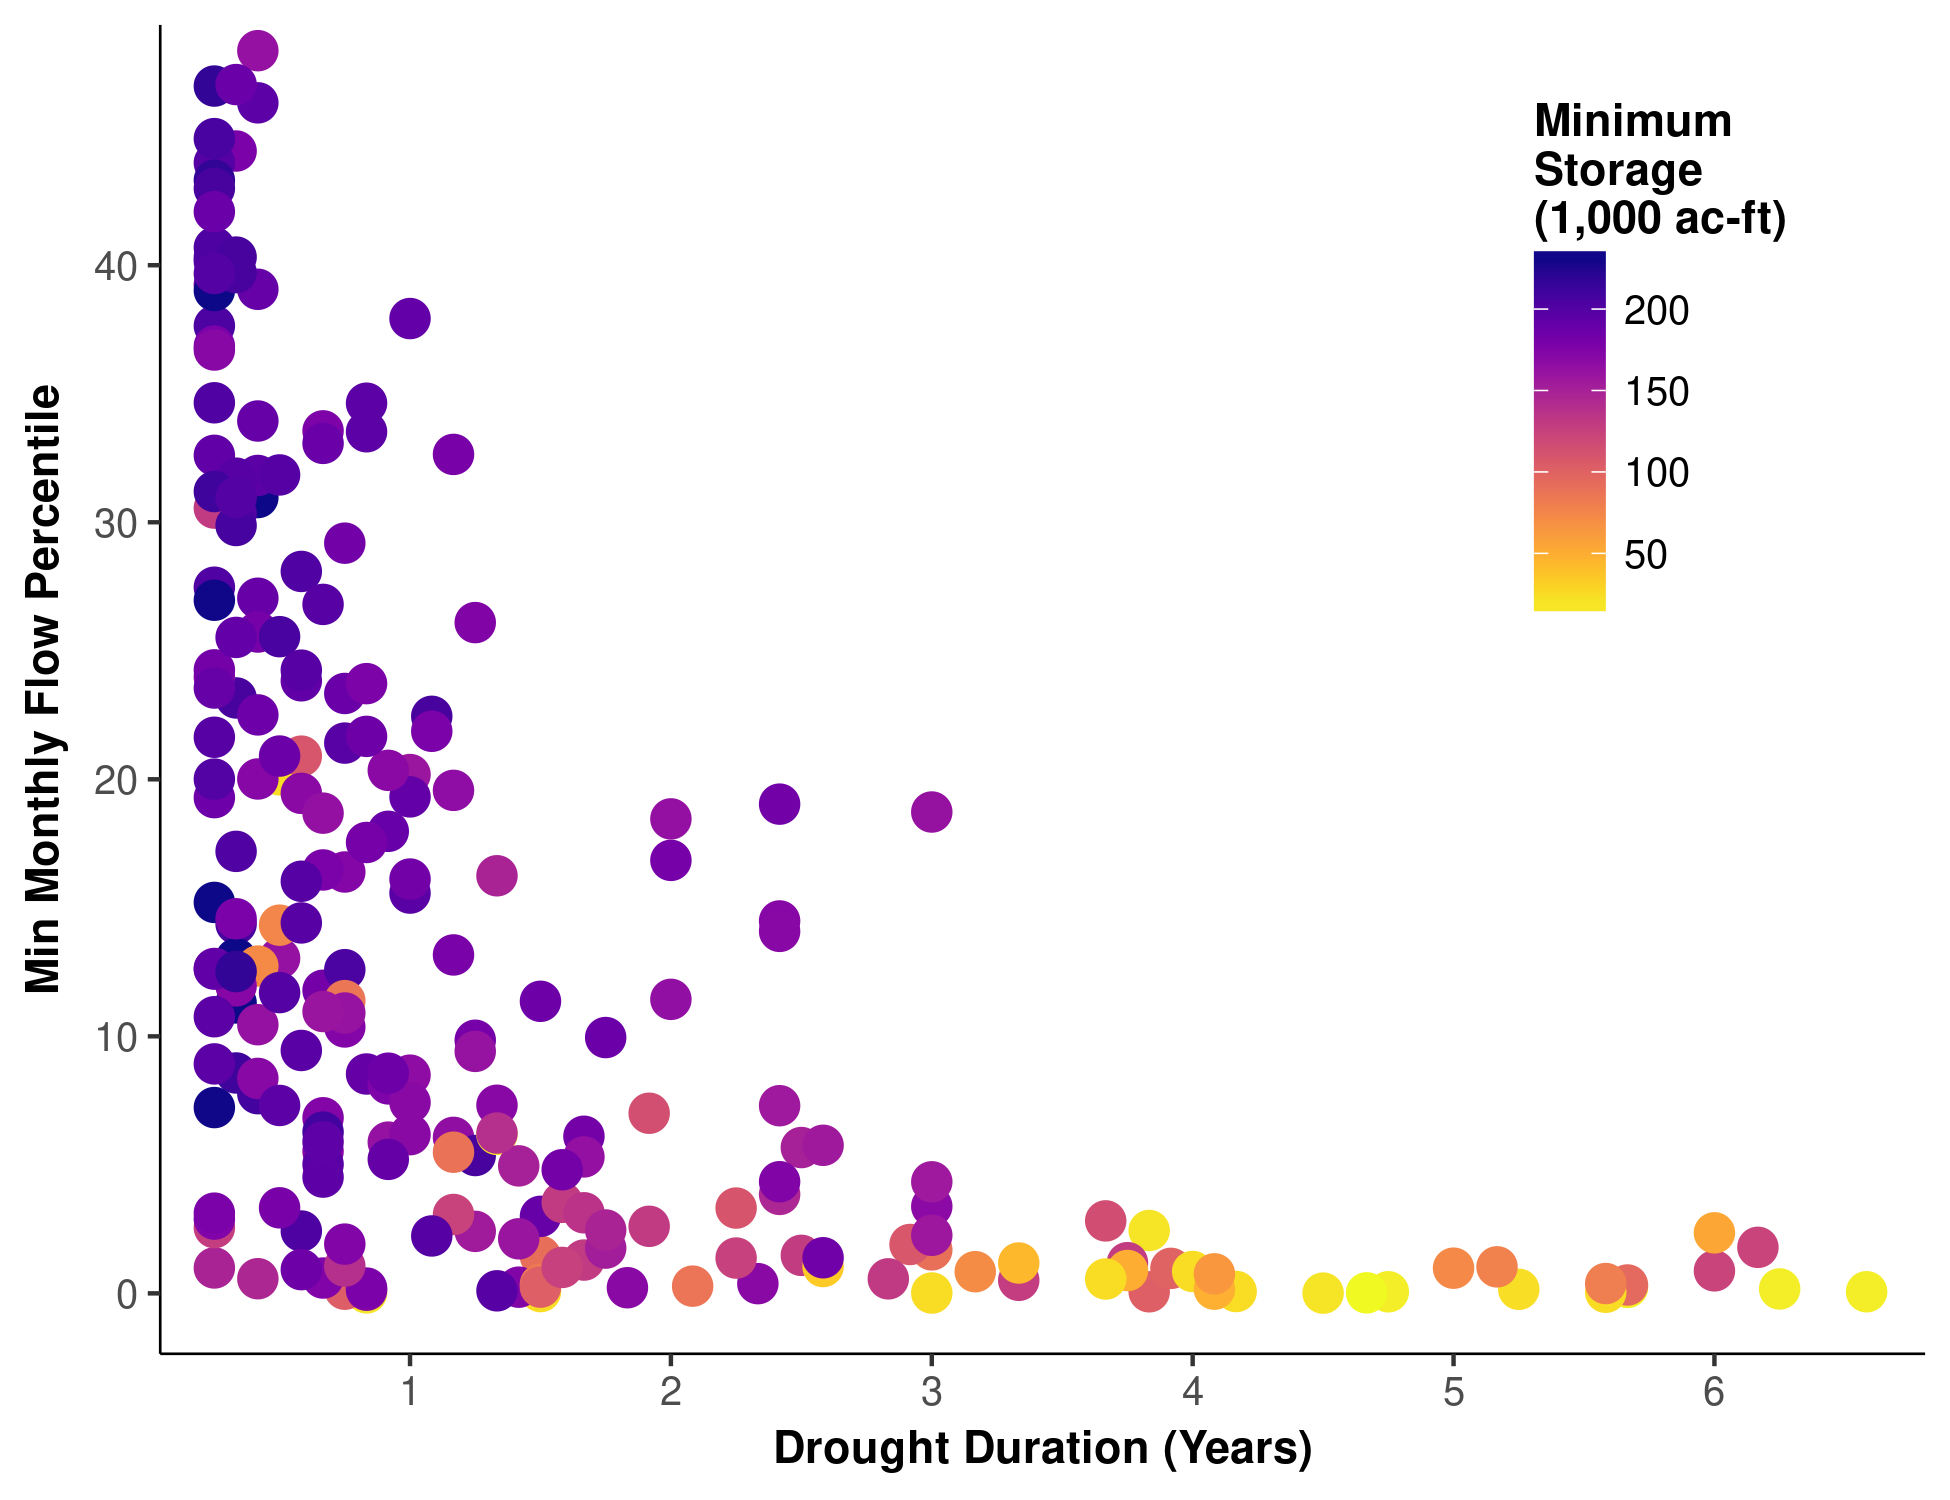 Minimum
Storage
(1,000 ac-ft)
200
150
100
50
Min Monthly Flow Percentile
40
30
20
10
0
1 2 3 4 5 6
Drought Duration (Years)